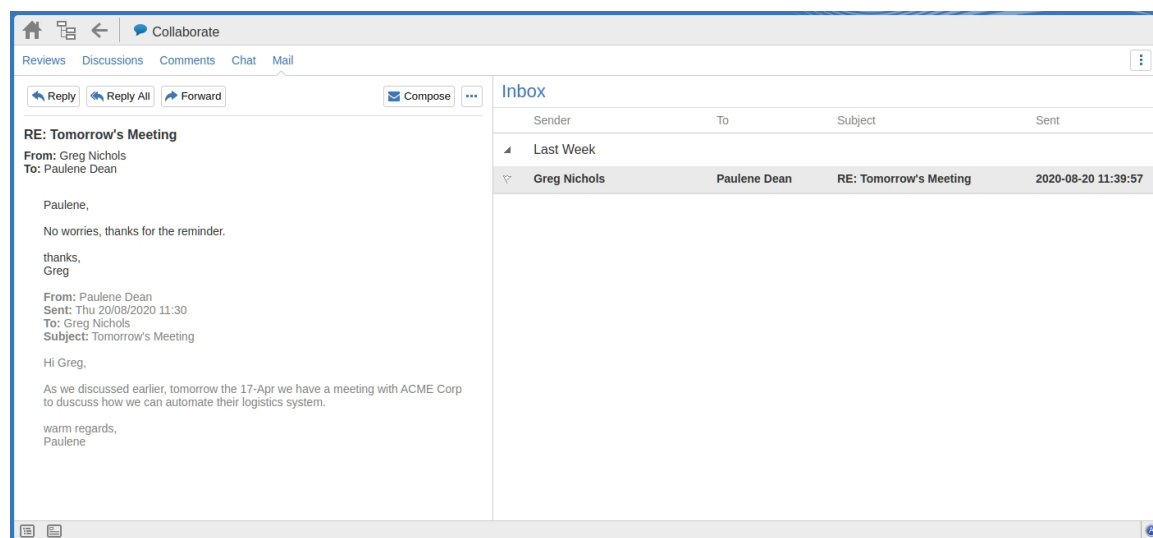 Collaborate
Reviews Discussions Comments Chat Mail
Reply Reply All Forward Compose
RE: Tomorrow's Meeting
From: Greg Nichols
To: Paulene Dean
Paulene,
No worries, thanks for the reminder.
thanks,
Greg
From: Paulene Dean
Sent: Thu 20/08/2020 11:30
To: Greg Nichols
Subject: Tomorrow's Meeting
Hi Greg,
As we discussed earlier, tomorrow the 17-Apr we have a meeting with ACME Corp
to duscuss how we can automate their logistics system.
warm regards,
Paulene
Inbox
Sender To Subject Sent
Last Week
Greg Nichols Paulene Dean RE: Tomorrow's Meeting 2020-08-20 11:39:57